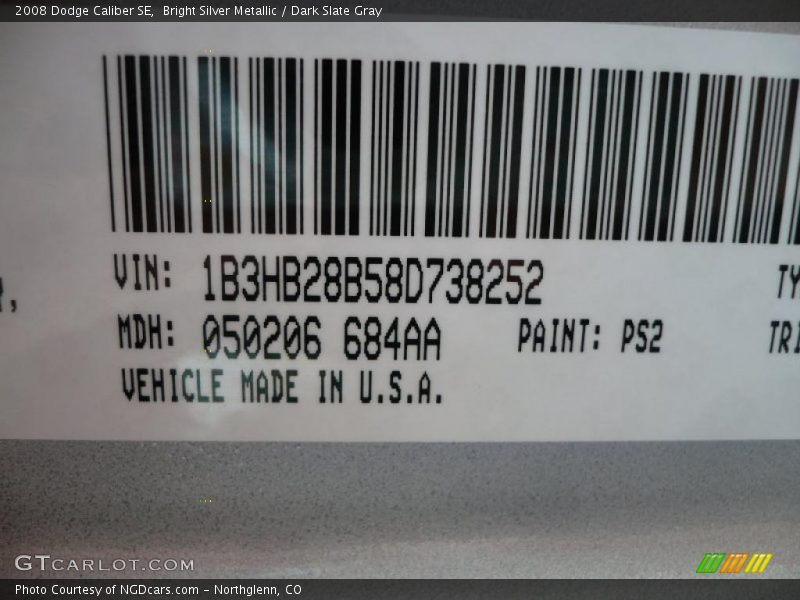 2008 Dodge Caliber SE,  Bright Silver Metallic / Dark Slate Gray
VIN: 1B3HB28B58D738252
MDH: 050206 684AA PAINT: PS2
VEHICLE MADE IN U.S.A.
GTCARLOT.COM
Photo Courtesy of NGDcars.com – Northglenn, CO